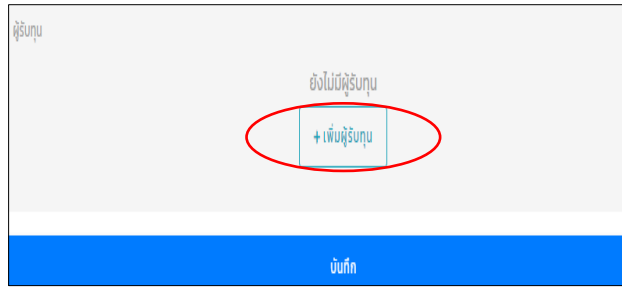 ผู้รับทุน
ยังไม่มีผู้รับทุน
+ เพิ่มผู้รับทุน
บันทึก